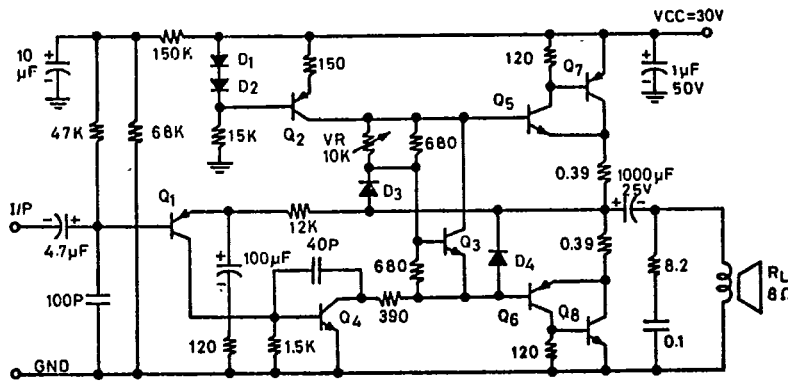 VCC=30V
10
μF
+
-
150K
D1
D2
150
120
Q7
+
-
1μF
50V
Q5
47K
68K
15K
Q2
VR
10K
680
0.39
1000μF
25V
+
-
Q1
D3
I/P
-
+
4.7μF
12K
40P
Q3
0.39
+
-
100μF
680
D4
8.2
RL
8Ω
100P
Q4
390
Q6
Q8
120
1.5K
120
0.1
GND